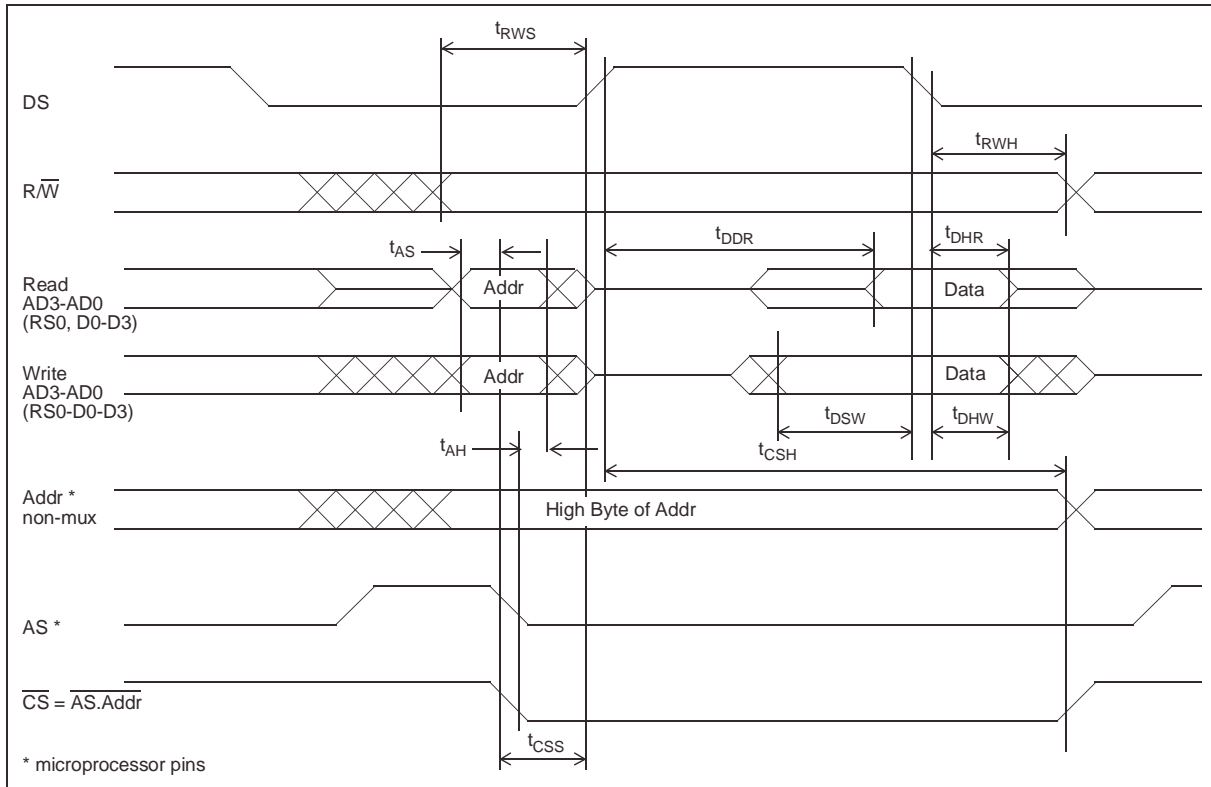 tRWS
DS
tRWH
R/W
tDDR
tDHR
tAS
Read
AD3-AD0
(RS0, D0-D3)
Addr
Data
Write
AD3-AD0
(RS0-D0-D3)
Addr
Data
tDSW
tDHW
tAH
tCSH
Addr *
non-mux
High Byte of Addr
AS *
CS = AS.Addr
tCSS
* microprocessor pins